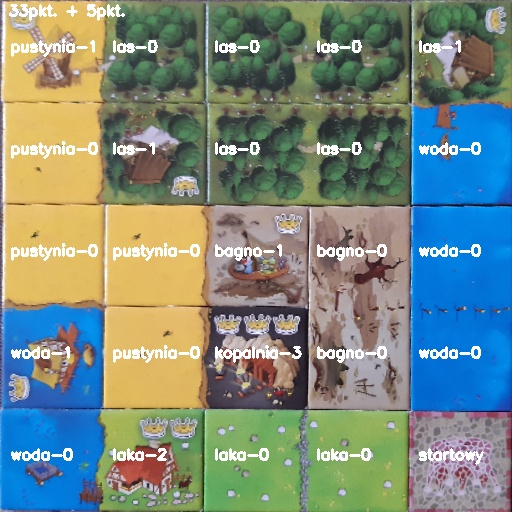 33pkt. + 5pkt.
pustynia-1 las-0 las-0 las-0 las-1
pustynia-0 las-1 las-0 las-0 woda-0
pustynia-0 pustynia-0 bagno-1 bagno-0 woda-0
woda-1 pustynia-0 kopalnia-3 bagno-0 woda-0
woda-0 laka-2 laka-0 laka-0 startowy